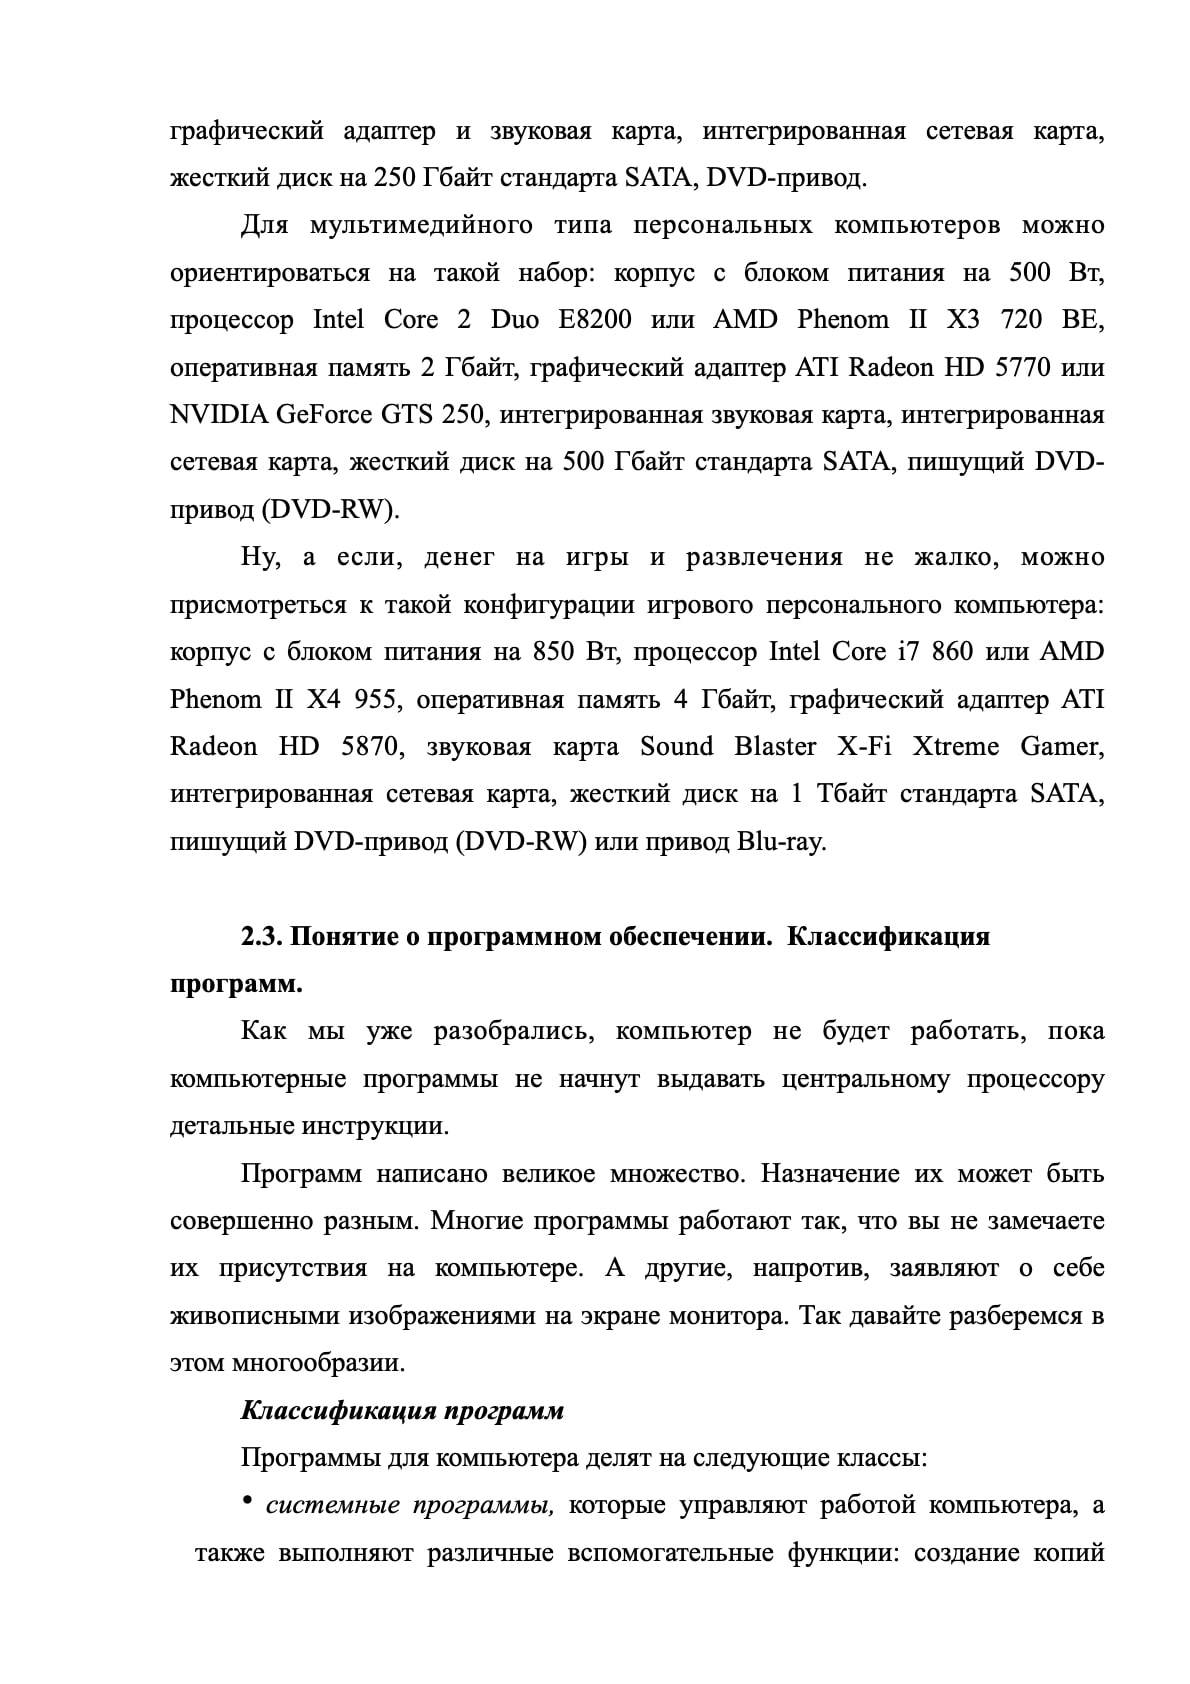 графический адаптер и звуковая карта, интегрированная сетевая карта,
жесткий диск на 250 Гбайт стандарта SATA, DVD-привод.
Для мультимедийного типа персональных компьютеров можно
ориентироваться на такой набор: корпус с блоком питания на 500 Вт,
процессор Intel Core 2 Duo E8200 или AMD Phenom II X3 720 BE,
оперативная память 2 Гбайт, графический адаптер ATI Radeon HD 5770 или
NVIDIA GeForce GTS 250, интегрированная звуковая карта, интегрированная
сетевая карта, жесткий диск на 500 Гбайт стандарта SATA, пишущий DVD-
привод (DVD-RW).
Ну, а если, денег на игры и развлечения не жалко, можно
присмотреться к такой конфигурации игрового персонального компьютера:
корпус с блоком питания на 850 Вт, процессор Intel Core i7 860 или AMD
Phenom II X4 955, оперативная память 4 Гбайт, графический адаптер ATI
Radeon HD 5870, звуковая карта Sound Blaster X-Fi Xtreme Gamer,
интегрированная сетевая карта, жесткий диск на 1 Тбайт стандарта SATA,
пишущий DVD-привод (DVD-RW) или привод Blu-ray.
2.3. Понятие о программном обеспечении. Классификация
программ.
Как мы уже разобрались, компьютер не будет работать, пока
компьютерные программы не начнут выдавать центральному процессору
детальные инструкции.
Программ написано великое множество. Назначение их может быть
совершенно разным. Многие программы работают так, что вы не замечаете
их присутствия на компьютере. А другие, напротив, заявляют о себе
живописными изображениями на экране монитора. Так давайте разберемся в
этом многообразии.
Классификация программ
Программы для компьютера делят на следующие классы:
• системные программы, которые управляют работой компьютера, а
также выполняют различные вспомогательные функции: создание копий